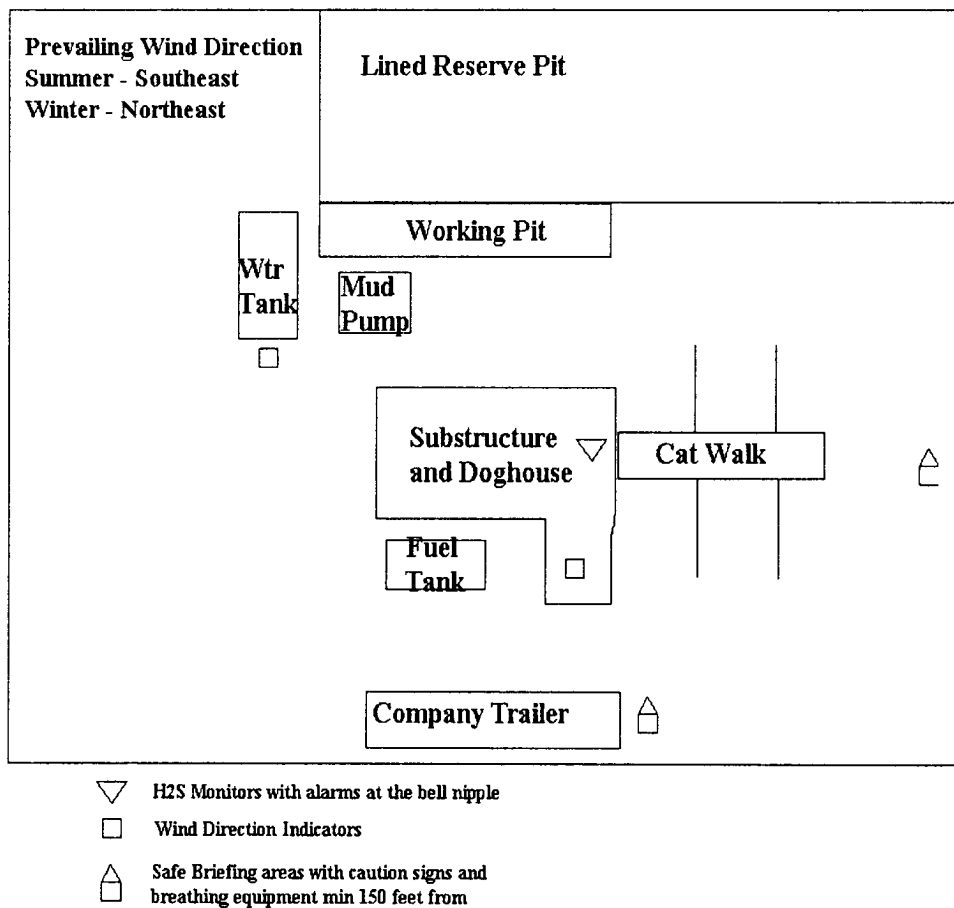 Prevailing Wind Direction
Summer - Southeast
Winter - Northeast
Lined Reserve Pit
Working Pit
Wtr
Tank
Mud
Pump
Substructure
and Doghouse
Cat Walk
Fuel
Tank
Company Trailer
H2S Monitors with alarms at the bell nipple
Wind Direction Indicators
Safe Briefing areas with caution signs and
breathing equipment min 150 feet from